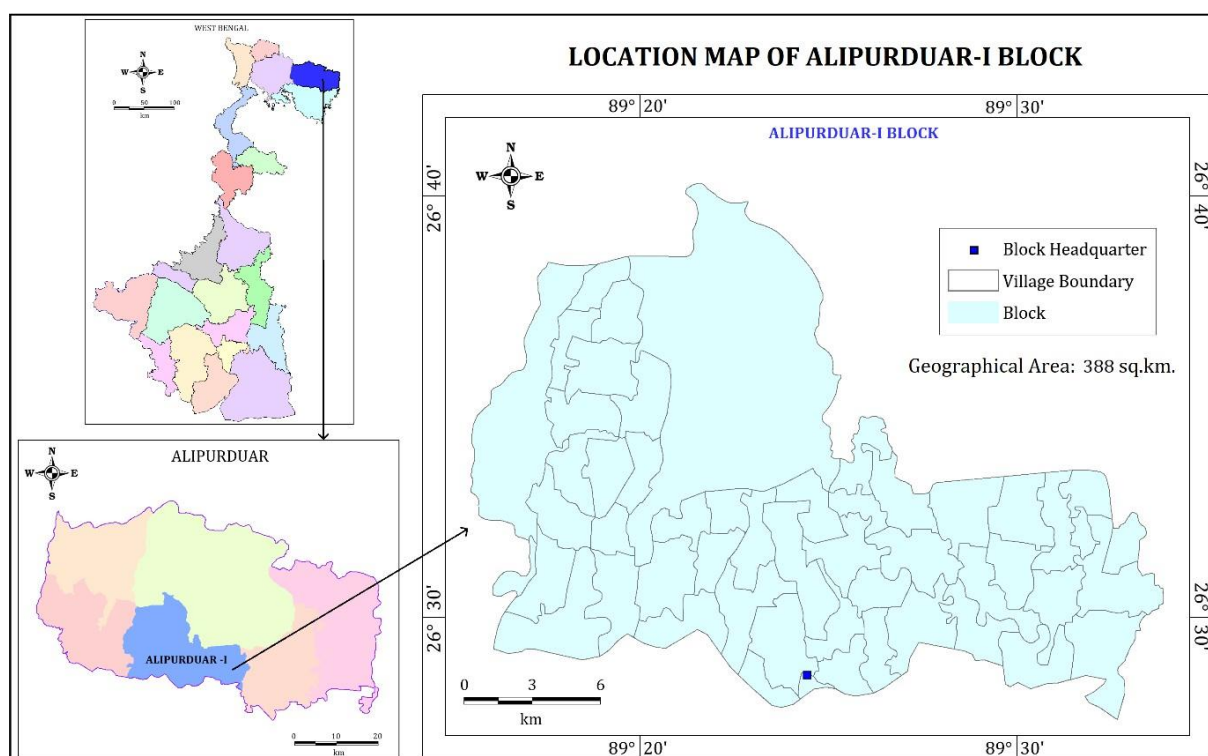 WEST BENGAL
N
W E
S
0 50 100
km
LOCATION MAP OF ALIPURDUAR-I BLOCK
89° 20' 89° 30'
ALIPURDUAR-I BLOCK
N
W E
S
26° 40' 26° 40'
Block Headquarter
Village Boundary
Block
Geographical Area: 388 sq.km.
ALIPURDUAR
N
W E
S
ALIPURDUAR -I
0 10 20
km
26° 30' 26° 30'
0 3 6
km
89° 20' 89° 30'